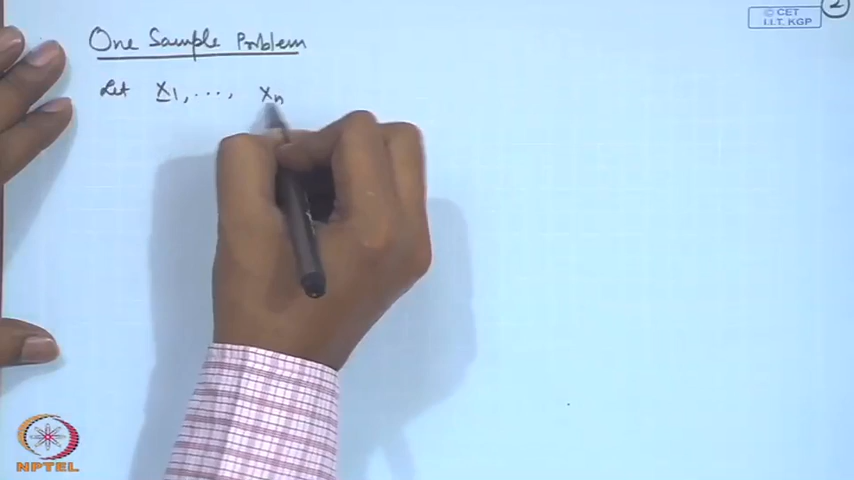 © CET
I.I.T. KGP
2
One Sample Problem
Let X1, ...., Xn
NPTEL